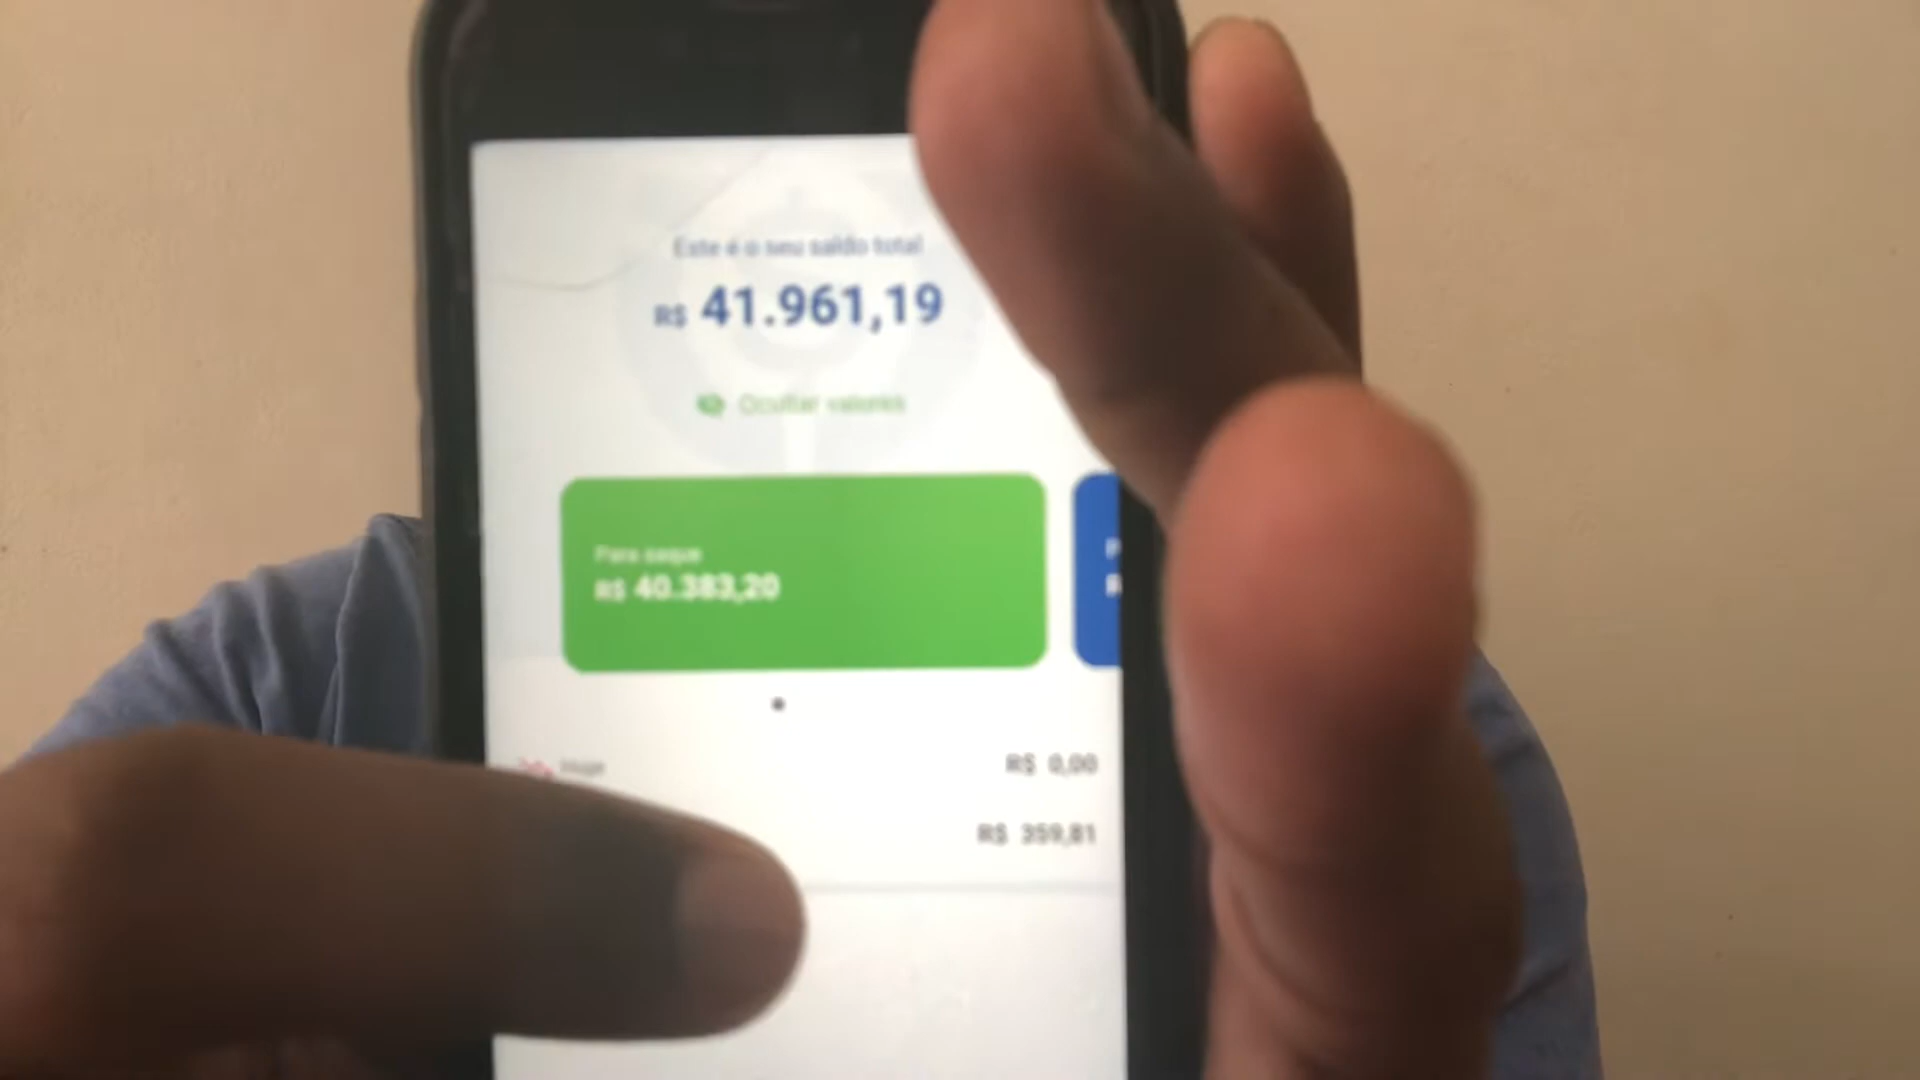 Este é o seu saldo total
R$ 41.961,19
Ocultar valores
Para saque
R$ 40.383,20
R$ 0,00
R$ 359,81